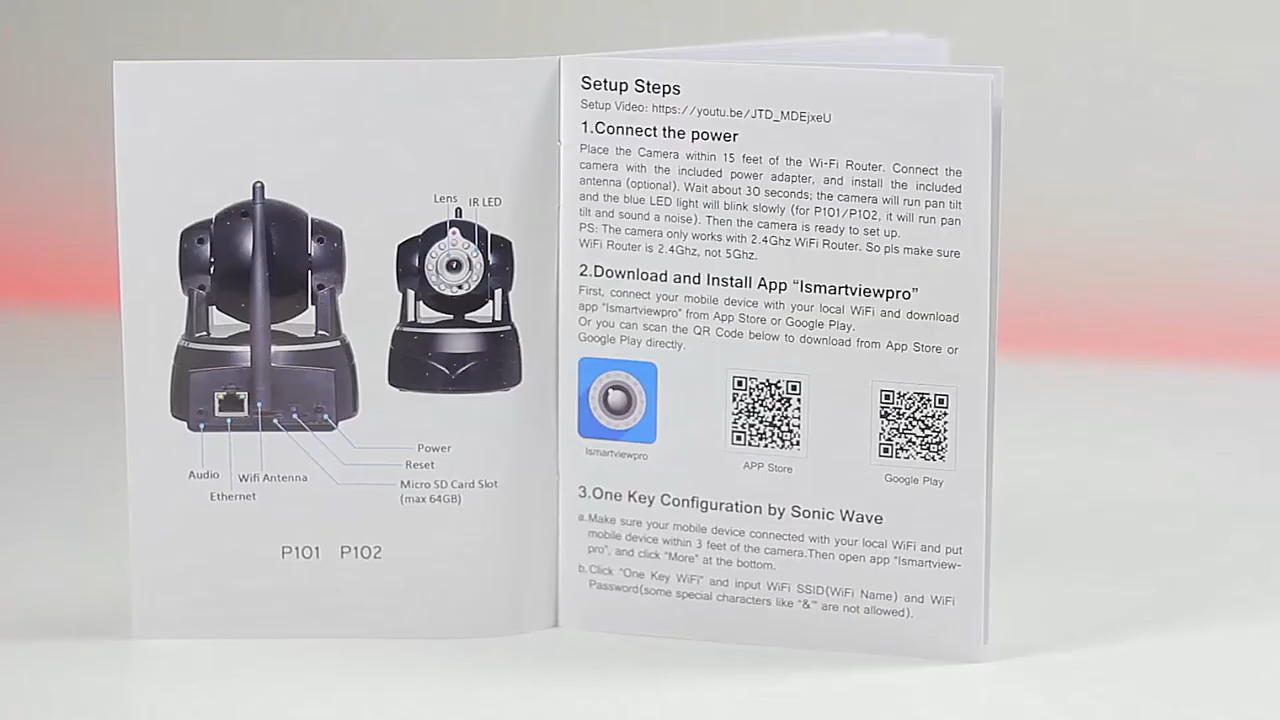 Lens
IR LED
Power
Reset
Audio
Wifi Antenna
Micro SD Card Slot
Ethernet
(max 64GB)
P101 P102
Setup Steps
Setup Video: https://youtu.be/JTD_MDEjxeU
1.Connect the power
Place the Camera within 15 feet of the Wi-Fi Router. Connect the
camera with the included power adapter, and install the included
antenna (optional). Wait about 30 seconds; the camera will run pan tilt
and the blue LED light will blink slowly (for P101/P102, it will run pan
tilt and sound a noise). Then the camera is ready to set up.
PS: The camera only works with 2.4Ghz WiFi Router. So pls make sure
WiFi Router is 2.4Ghz, not 5Ghz.
2.Download and Install App “Ismartviewpro”
First, connect your mobile device with your local WiFi and download
app “Ismartviewpro” from App Store or Google Play.
Or you can scan the QR Code below to download from App Store or
Google Play directly.
Ismartviewpro
APP Store
Google Play
3.One Key Configuration by Sonic Wave
a.Make sure your mobile device connected with your local WiFi and put
mobile device within 3 feet of the camera.Then open app “Ismartview-
pro”, and click “More” at the bottom.
b.Click “One Key WiFi” and input WiFi SSID(WiFi Name) and WiFi
Password(some special characters like “&” are not allowed).